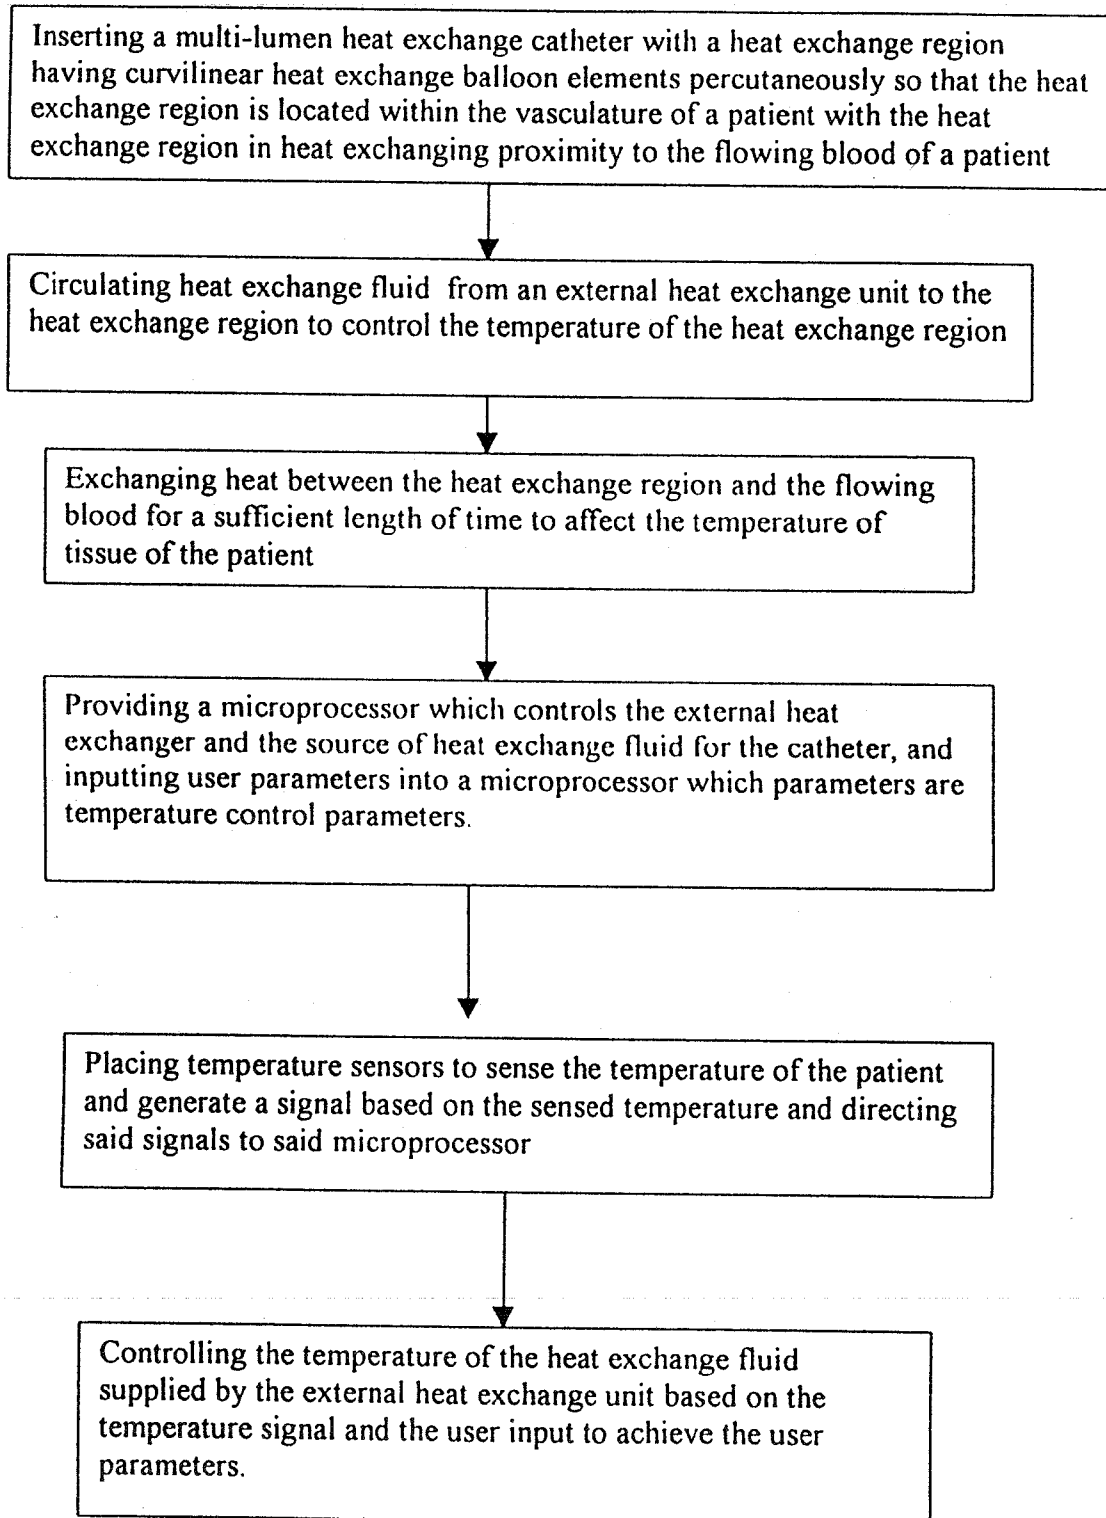 Inserting a multi-lumen heat exchange catheter with a heat exchange region
having curvilinear heat exchange balloon elements percutaneously so that the heat
exchange region is located within the vasculature of a patient with the heat
exchange region in heat exchanging proximity to the flowing blood of a patient
Circulating heat exchange fluid from an external heat exchange unit to the
heat exchange region to control the temperature of the heat exchange region
Exchanging heat between the heat exchange region and the flowing
blood for a sufficient length of time to affect the temperature of
tissue of the patient
Providing a microprocessor which controls the external heat
exchanger and the source of heat exchange fluid for the catheter, and
inputting user parameters into a microprocessor which parameters are
temperature control parameters.
Placing temperature sensors to sense the temperature of the patient
and generate a signal based on the sensed temperature and directing
said signals to said microprocessor
Controlling the temperature of the heat exchange fluid
supplied by the external heat exchange unit based on the
temperature signal and the user input to achieve the user
parameters.